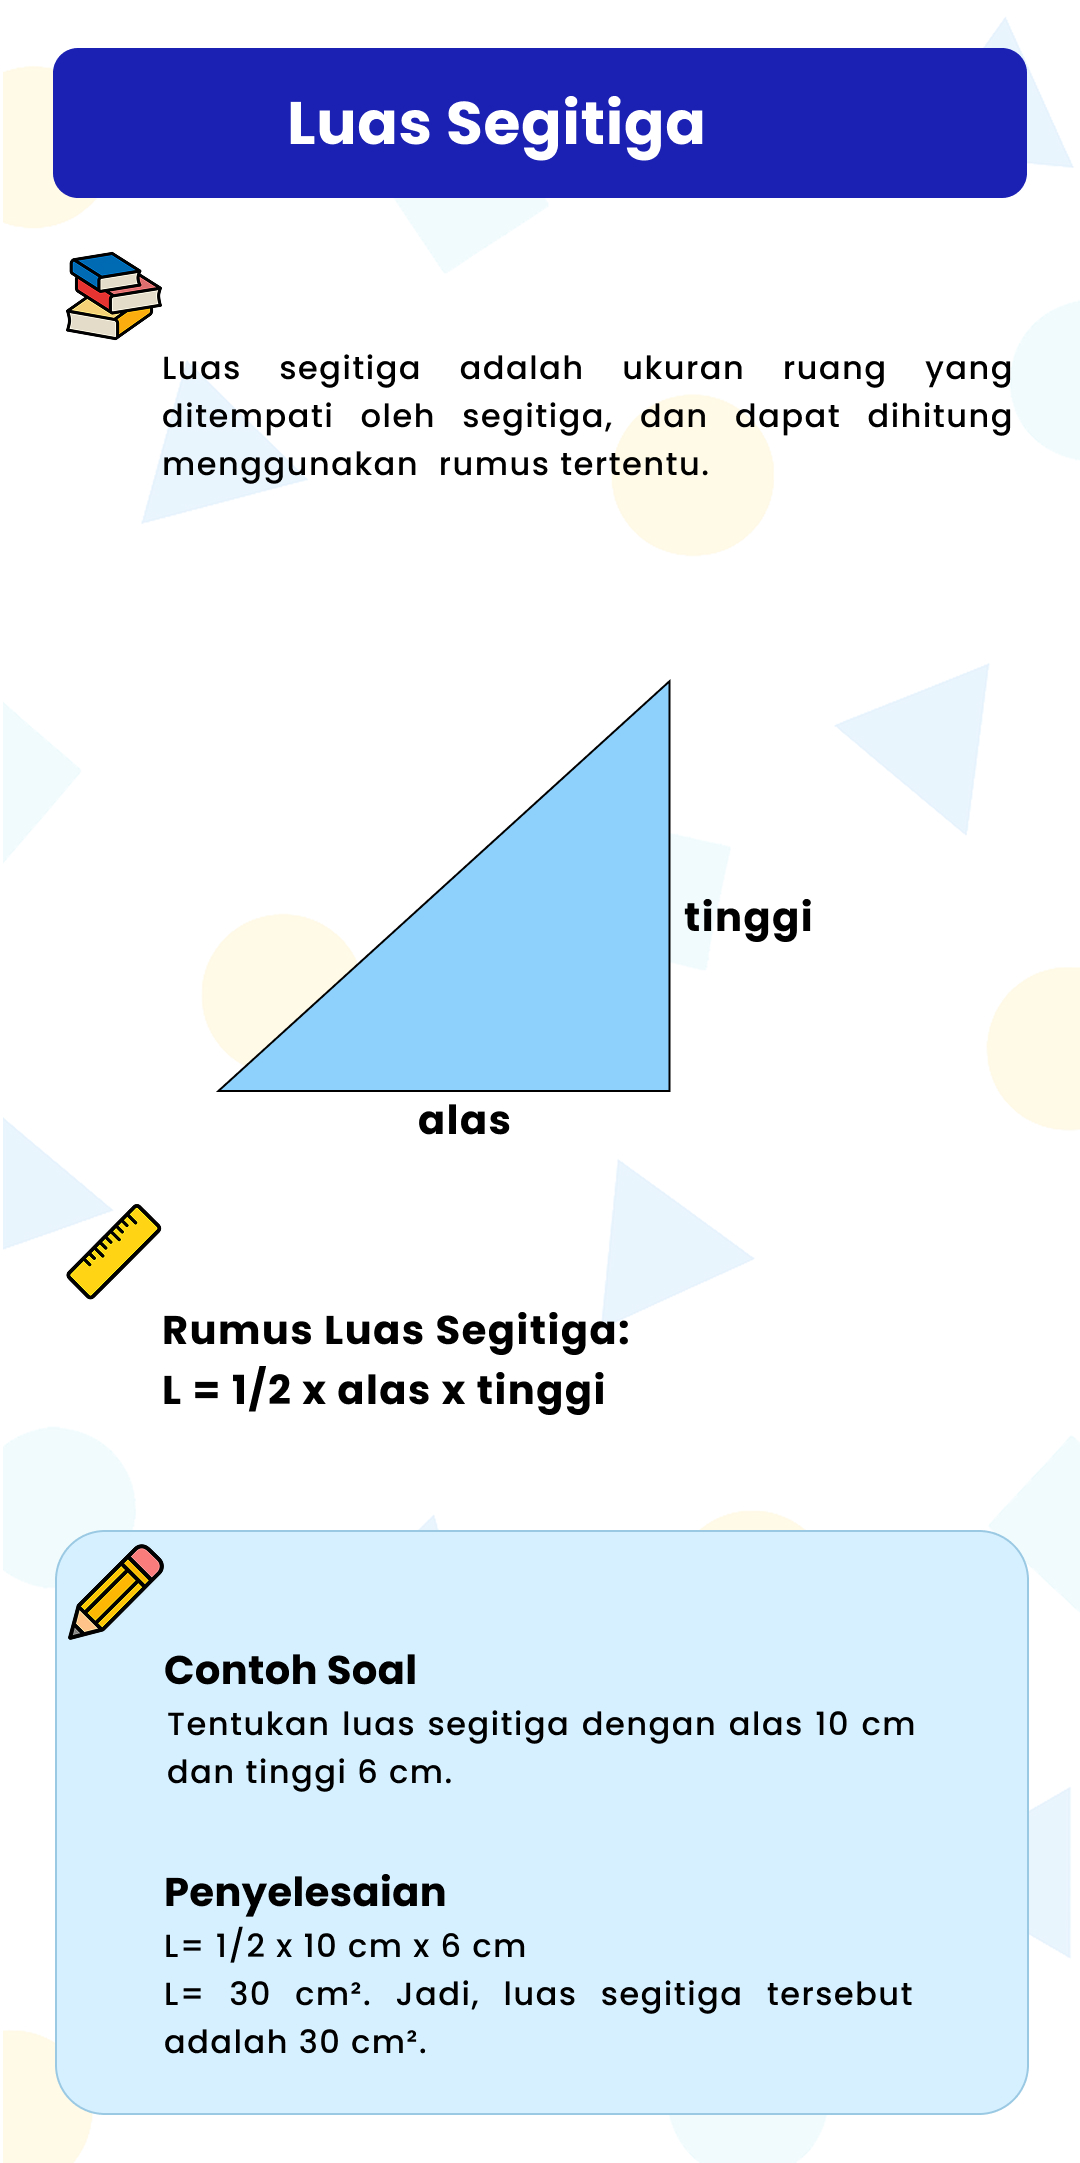 Luas Segitiga
Luas segitiga adalah ukuran ruang yang
ditempati oleh segitiga, dan dapat dihitung
menggunakan rumus tertentu.
tinggi
alas
Rumus Luas Segitiga:
L = 1/2 x alas x tinggi
Contoh Soal
Tentukan luas segitiga dengan alas 10 cm
dan tinggi 6 cm.
Penyelesaian
L= 1/2 x 10 cm x 6 cm
L= 30 cm². Jadi, luas segitiga tersebut
adalah 30 cm².